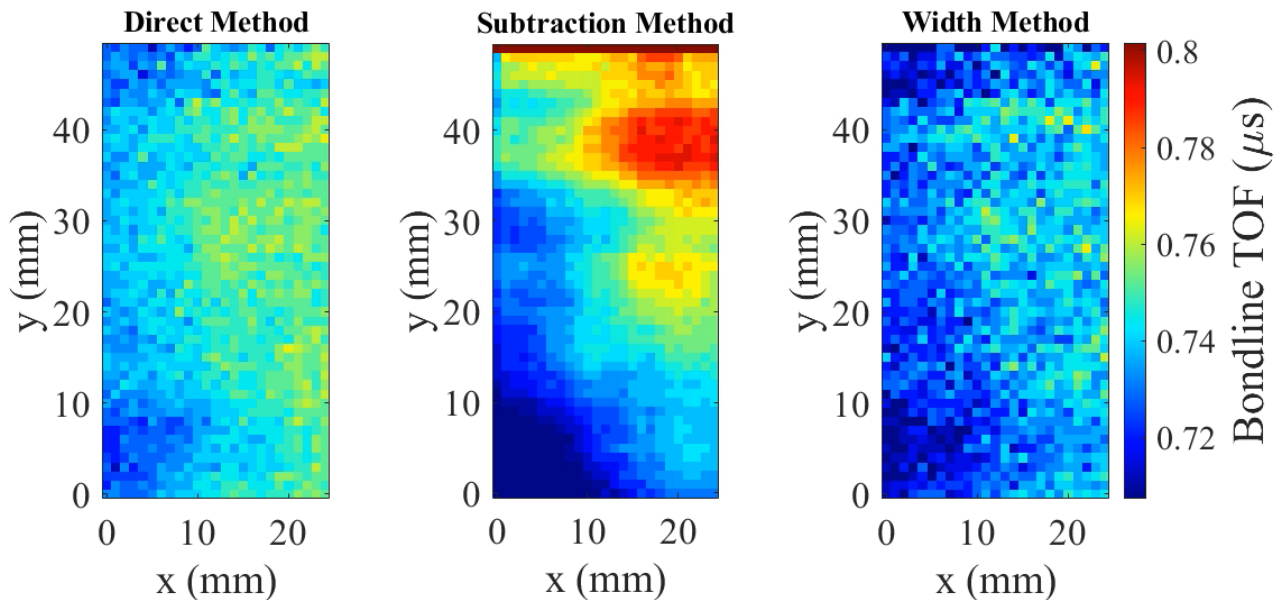 Direct Method
Subtraction Method
Width Method
y (mm)
40
30
20
10
0
0 10 20
x (mm)
y (mm)
40
30
20
10
0
0 10 20
x (mm)
y (mm)
40
30
20
10
0
0 10 20
x (mm)
0.8
0.78
0.76
0.74
0.72
Bondline TOF (μs)